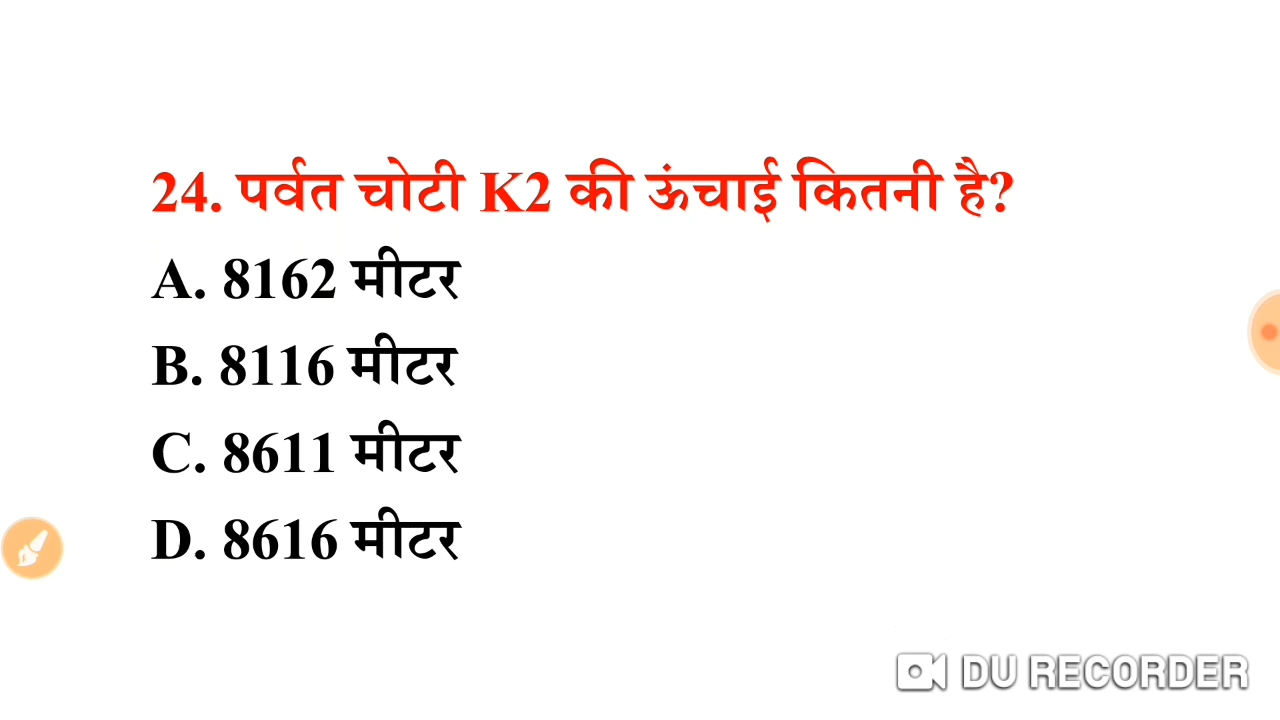 24. पर्वत चोटी K2 की ऊंचाई कितनी है?
A. 8162 मीटर
B. 8116 मीटर
C. 8611 मीटर
D. 8616 मीटर
DU RECORDER